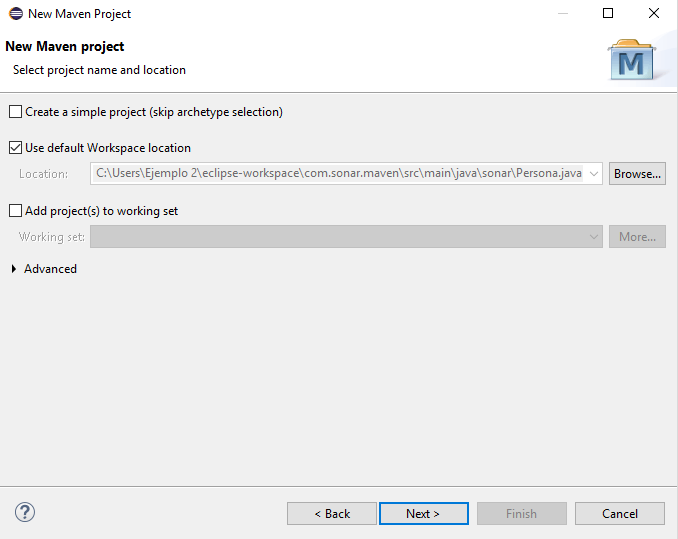 New Maven Project
New Maven project
Select project name and location
M
Create a simple project (skip archetype selection)
Use default Workspace location
Location: C:\Users\Ejemplo 2\eclipse-workspace\com.sonar.maven\src\main\java\sonar\Persona.java Browse...
Add project(s) to working set
Working set: More...
Advanced
? < Back Next > Finish Cancel